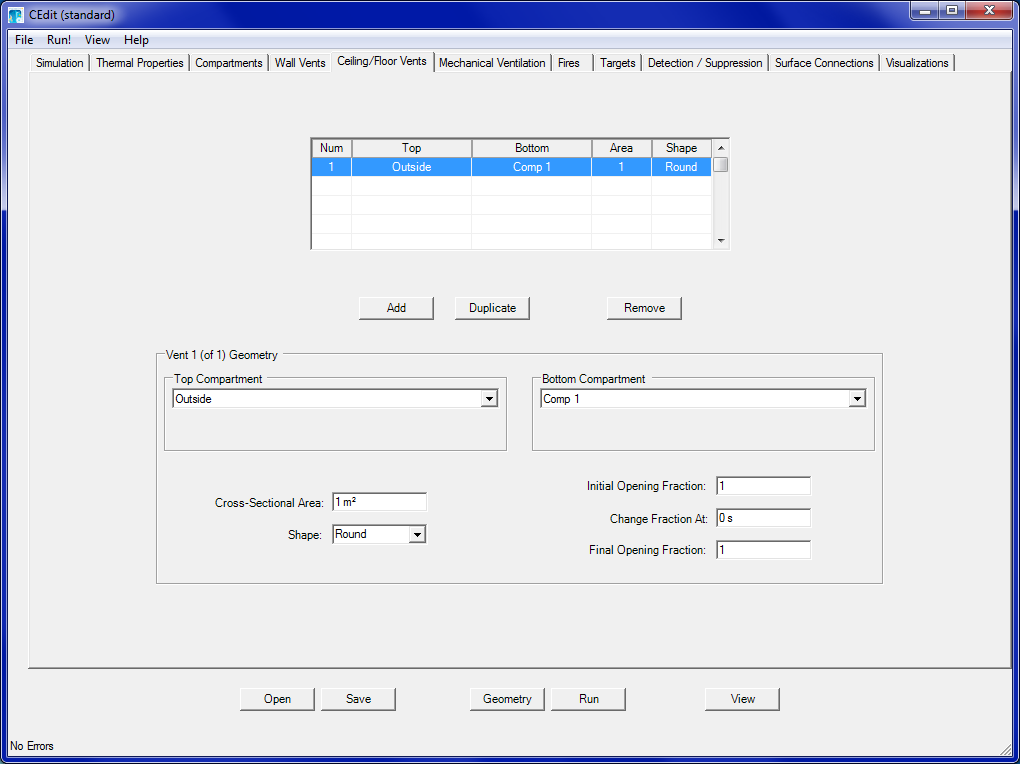 CEdit (standard)
File Run! View Help
Simulation Thermal Properties Compartments Wall Vents Ceiling/Floor Vents Mechanical Ventilation Fires Targets Detection / Suppression Surface Connections Visualizations
Num Top Bottom Area Shape
1 Outside Comp 1 1 Round
Add Duplicate Remove
Vent 1 (of 1) Geometry
Top Compartment Bottom Compartment
Outside Comp 1
Initial Opening Fraction: 1
Cross-Sectional Area: 1 m²
Change Fraction At: 0 s
Shape: Round
Final Opening Fraction: 1
Open Save Geometry Run View
No Errors